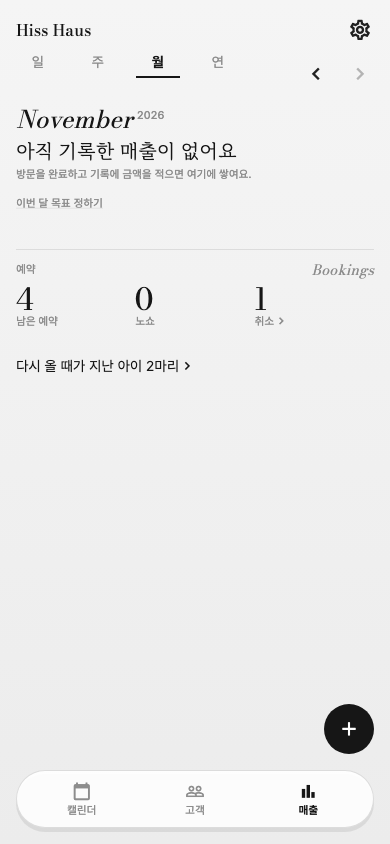 Hiss Haus
일 주 월 연
November 2026
아직 기록한 매출이 없어요
방문을 완료하고 기록에 금액을 적으면 여기에 쌓여요.
이번 달 목표 정하기
예약 Bookings
4 0 1
남은 예약 노쇼 취소
다시 올 때가 지난 아이 2마리
캘린더 고객 매출